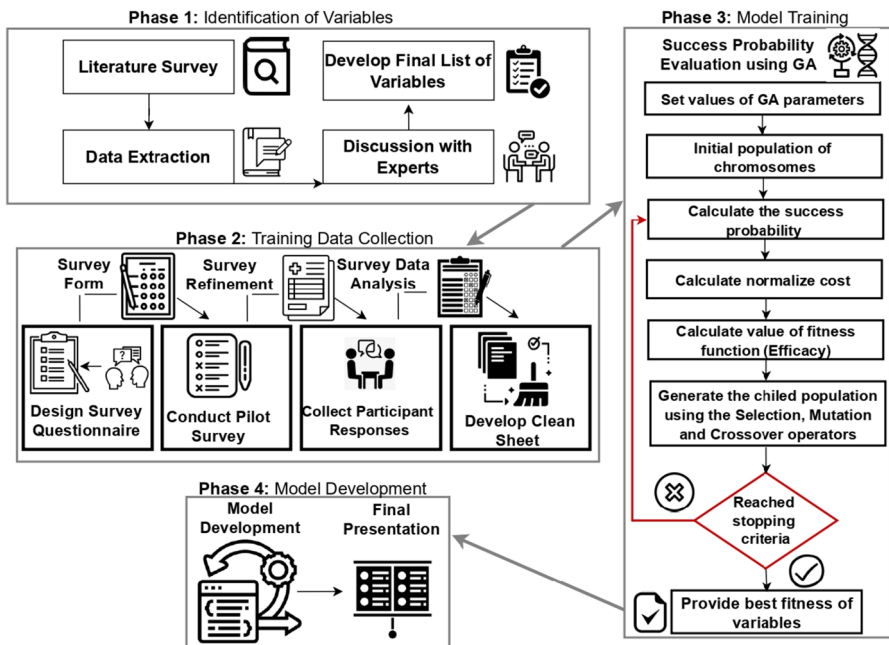 Phase 1: Identification of Variables
Literature Survey
Data Extraction
Develop Final List of
Variables
Discussion with
Experts
Phase 2: Training Data Collection
Survey
Form
Survey
Refinement
Survey Data
Analysis
Design Survey
Questionnaire
Conduct Pilot
Survey
Collect Participant
Responses
Develop Clean
Sheet
Phase 3: Model Training
Success Probability
Evaluation using GA
Set values of GA parameters
Initial population of
chromosomes
Calculate the success
probability
Calculate normalize cost
Calculate value of fitness
function (Efficacy)
Generate the chiled population
using the Selection, Mutation
and Crossover operators
Reached
stopping
criteria
Provide best fitness of
variables
Phase 4: Model Development
Model
Development
Final
Presentation